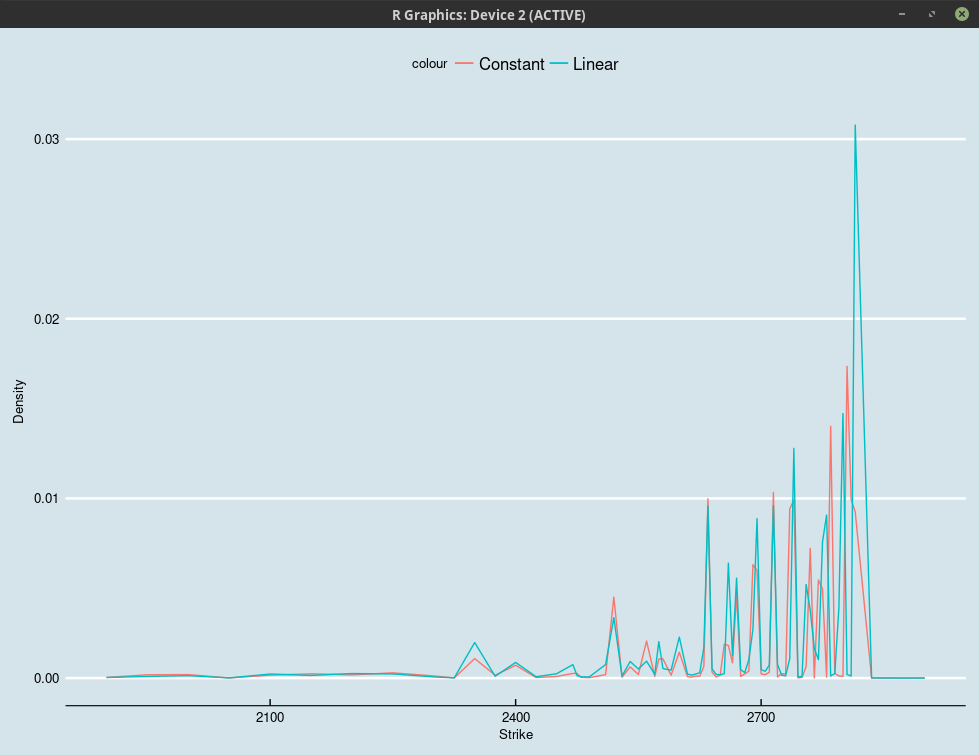 R Graphics: Device 2 (ACTIVE)
colour Constant Linear
0.03
0.02
Density
0.01
0.00
2100 2400 2700
Strike